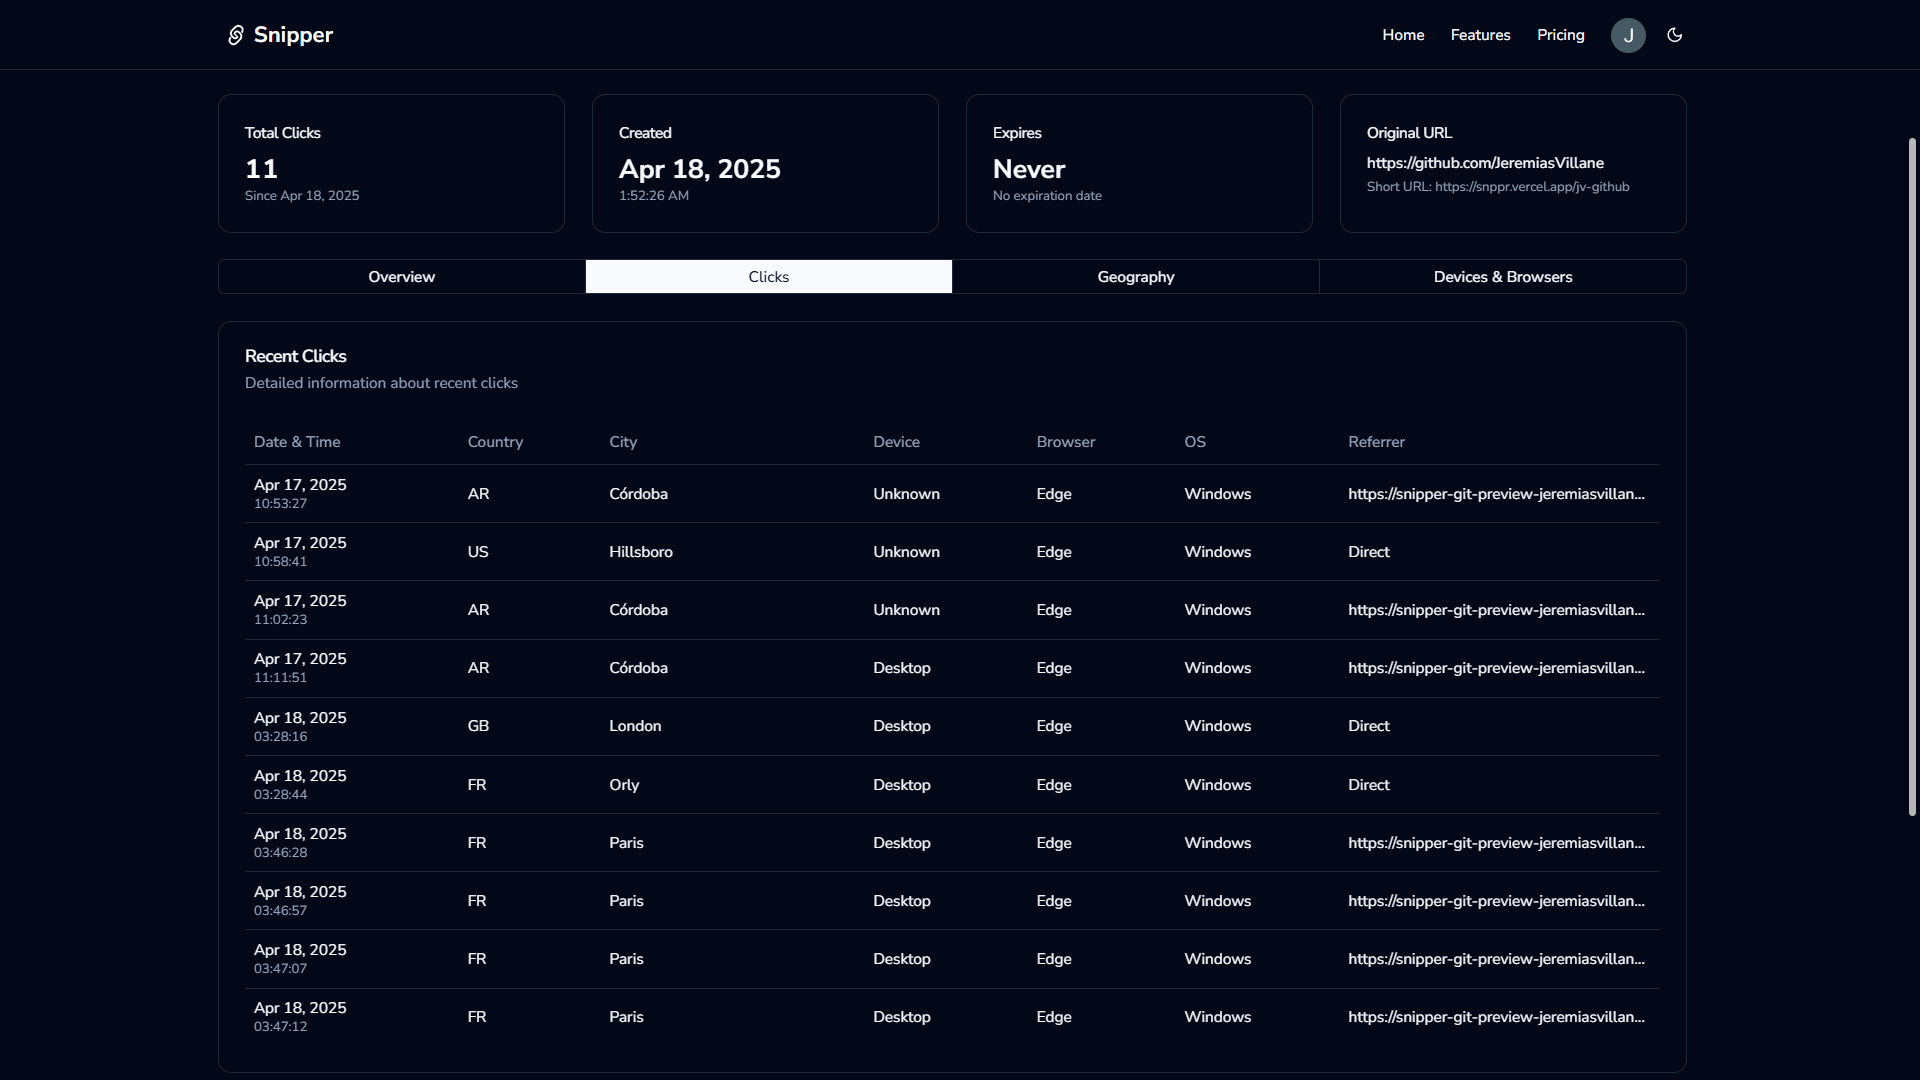 Snipper
Home Features Pricing J
Total Clicks
11
Since Apr 18, 2025
Created
Apr 18, 2025
1:52:26 AM
Expires
Never
No expiration date
Original URL
https://github.com/JeremiasVillane
Short URL: https://snppr.vercel.app/jv-github
Overview Clicks Geography Devices & Browsers
Recent Clicks
Detailed information about recent clicks
Date & Time Country City Device Browser OS Referrer
Apr 17, 2025
10:53:27
AR Córdoba Unknown Edge Windows https://snipper-git-preview-jeremiasvillan...
Apr 17, 2025
10:58:41
US Hillsboro Unknown Edge Windows Direct
Apr 17, 2025
11:02:23
AR Córdoba Unknown Edge Windows https://snipper-git-preview-jeremiasvillan...
Apr 17, 2025
11:11:51
AR Córdoba Desktop Edge Windows https://snipper-git-preview-jeremiasvillan...
Apr 18, 2025
03:28:16
GB London Desktop Edge Windows Direct
Apr 18, 2025
03:28:44
FR Orly Desktop Edge Windows Direct
Apr 18, 2025
03:46:28
FR Paris Desktop Edge Windows https://snipper-git-preview-jeremiasvillan...
Apr 18, 2025
03:46:57
FR Paris Desktop Edge Windows https://snipper-git-preview-jeremiasvillan...
Apr 18, 2025
03:47:07
FR Paris Desktop Edge Windows https://snipper-git-preview-jeremiasvillan...
Apr 18, 2025
03:47:12
FR Paris Desktop Edge Windows https://snipper-git-preview-jeremiasvillan...